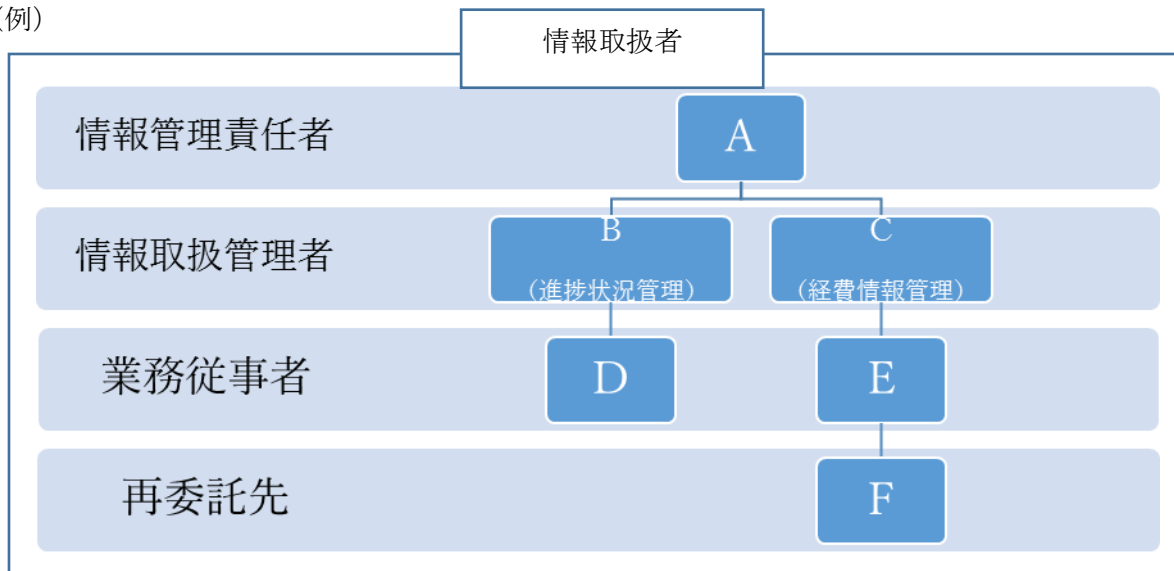 （例）
情報取扱者
情報管理責任者
A
情報取扱管理者
B
（進捗状況管理）
C
（経費情報管理）
業務従事者
D
E
再委託先
F